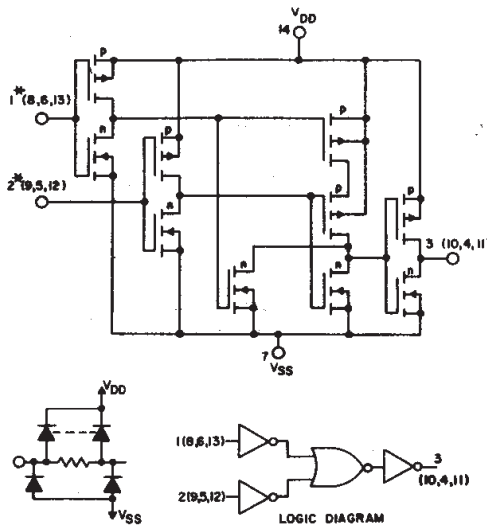 VDD
14
p
1*(8,6,13)
n
p
p
2*(9,5,12)
n
p
p
n
n
n
3 (10,4,11)
7
VSS
VDD
VSS
1(8,6,13)
2(9,5,12)
3
(10,4,11)
LOGIC DIAGRAM